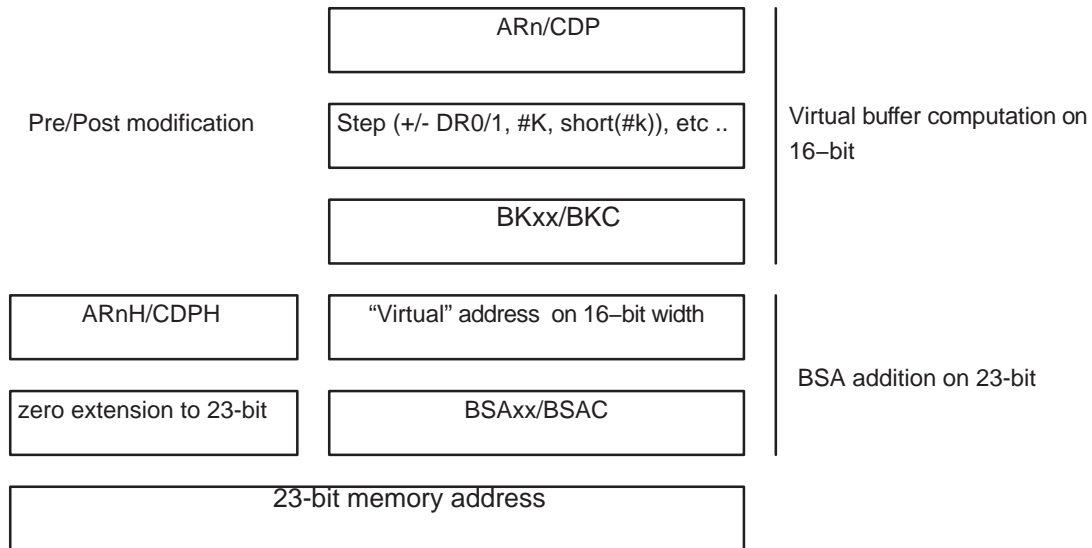 ARn/CDP
Pre/Post modification
Step (+/- DR0/1, #K, short(#k)), etc ..
Virtual buffer computation on
16–bit
BKxx/BKC
ARnH/CDPH
“Virtual” address on 16–bit width
BSA addition on 23-bit
zero extension to 23-bit
BSAxx/BSAC
23-bit memory address